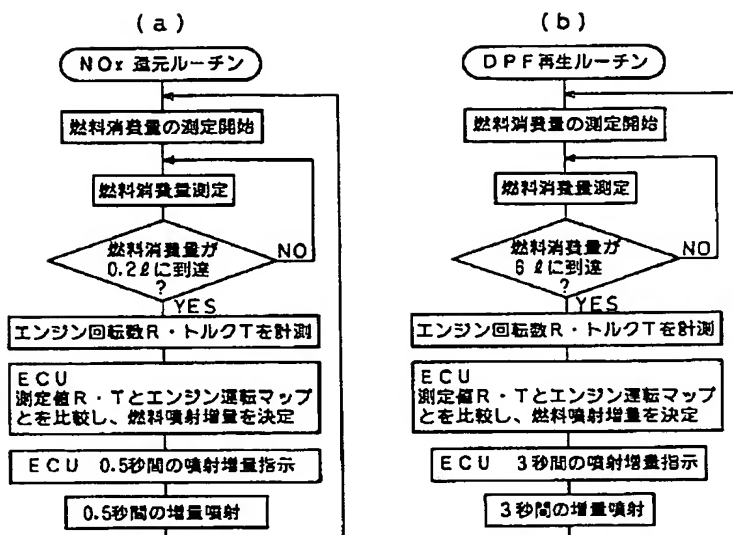 (a)
NOx 還元ルーチン
燃料消費量の測定開始
燃料消費量測定
燃料消費量が
0.2ℓに到達
?
NO
YES
エンジン回転数R・トルクTを計測
ECU
測定値R・Tとエンジン運転マップ
とを比較し、燃料噴射増量を決定
ECU 0.5秒間の噴射増量指示
0.5秒間の増量噴射
(b)
DPF再生ルーチン
燃料消費量の測定開始
燃料消費量測定
燃料消費量が
6ℓに到達
?
NO
YES
エンジン回転数R・トルクTを計測
ECU
測定値R・Tとエンジン運転マップ
とを比較し、燃料噴射増量を決定
ECU 3秒間の噴射増量指示
3秒間の増量噴射